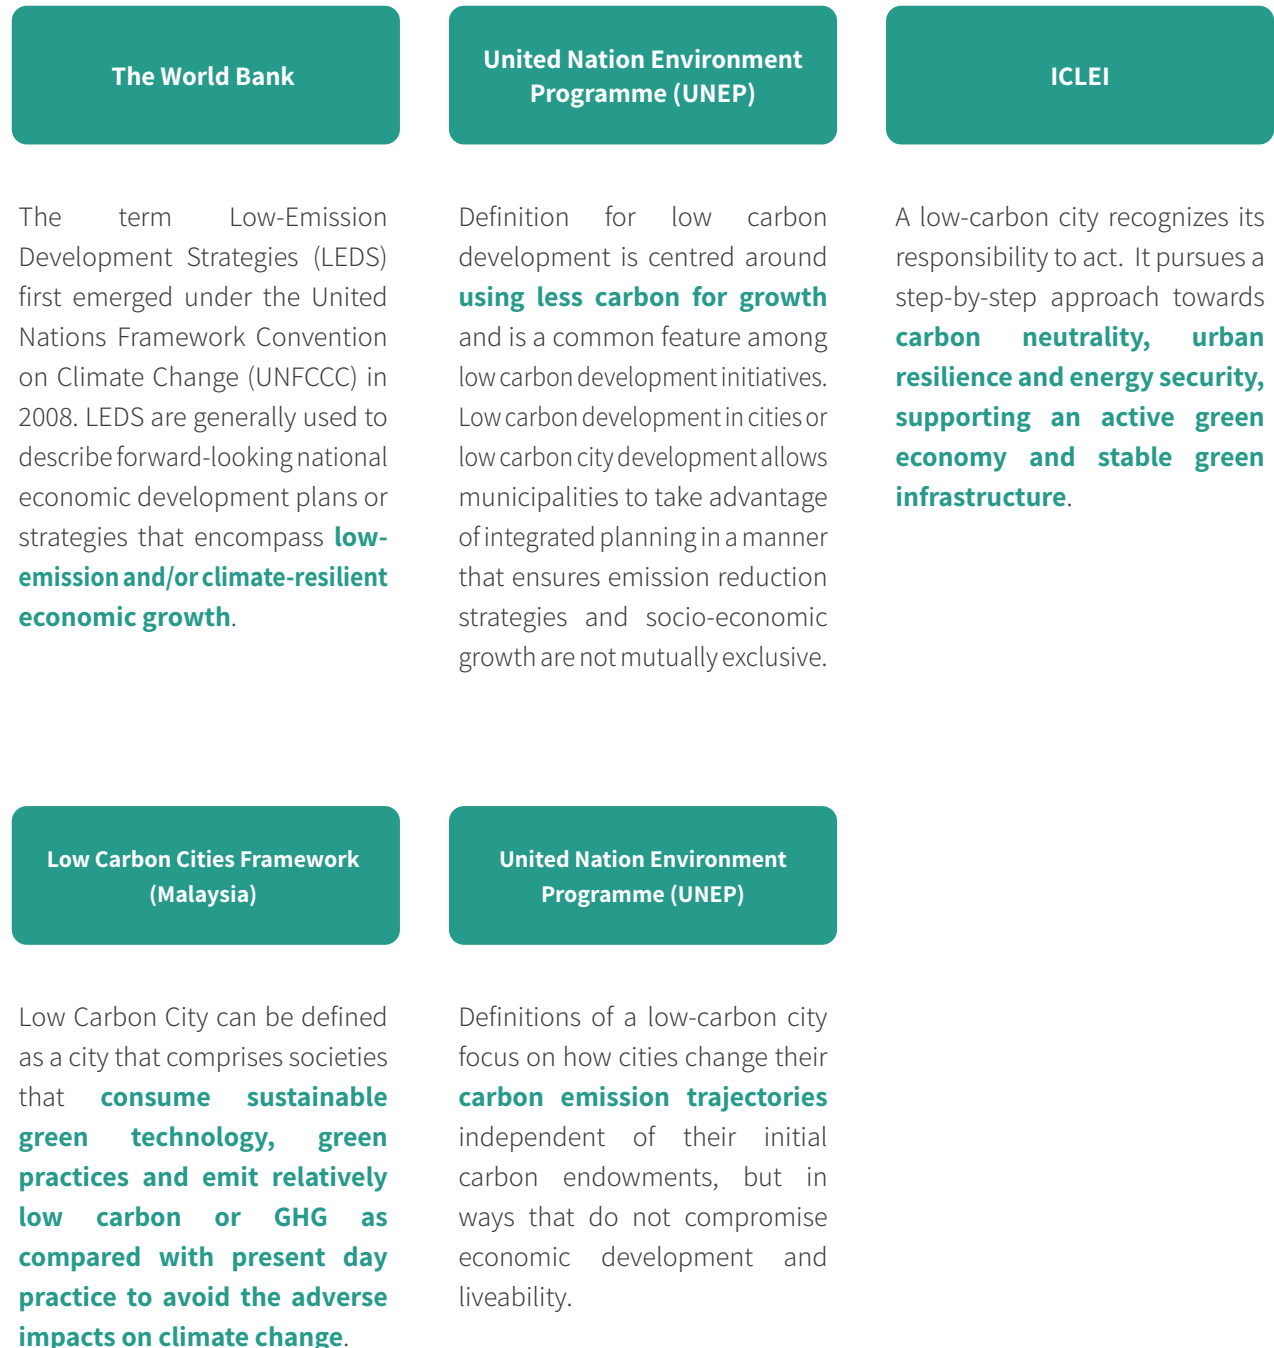 The World Bank
The term Low-Emission
Development Strategies (LEDS)
first emerged under the United
Nations Framework Convention
on Climate Change (UNFCCC) in
2008. LEDS are generally used to
describe forward-looking national
economic development plans or
strategies that encompass low-
emission and/or climate-resilient
economic growth.
United Nation Environment
Programme (UNEP)
Definition for low carbon
development is centred around
using less carbon for growth
and is a common feature among
low carbon development initiatives.
Low carbon development in cities or
low carbon city development allows
municipalities to take advantage
of integrated planning in a manner
that ensures emission reduction
strategies and socio-economic
growth are not mutually exclusive.
ICLEI
A low-carbon city recognizes its
responsibility to act. It pursues a
step-by-step approach towards
carbon neutrality, urban
resilience and energy security,
supporting an active green
economy and stable green
infrastructure.
Low Carbon Cities Framework
(Malaysia)
Low Carbon City can be defined
as a city that comprises societies
that consume sustainable
green technology, green
practices and emit relatively
low carbon or GHG as
compared with present day
practice to avoid the adverse
impacts on climate change.
United Nation Environment
Programme (UNEP)
Definitions of a low-carbon city
focus on how cities change their
carbon emission trajectories
independent of their initial
carbon endowments, but in
ways that do not compromise
economic development and
liveability.